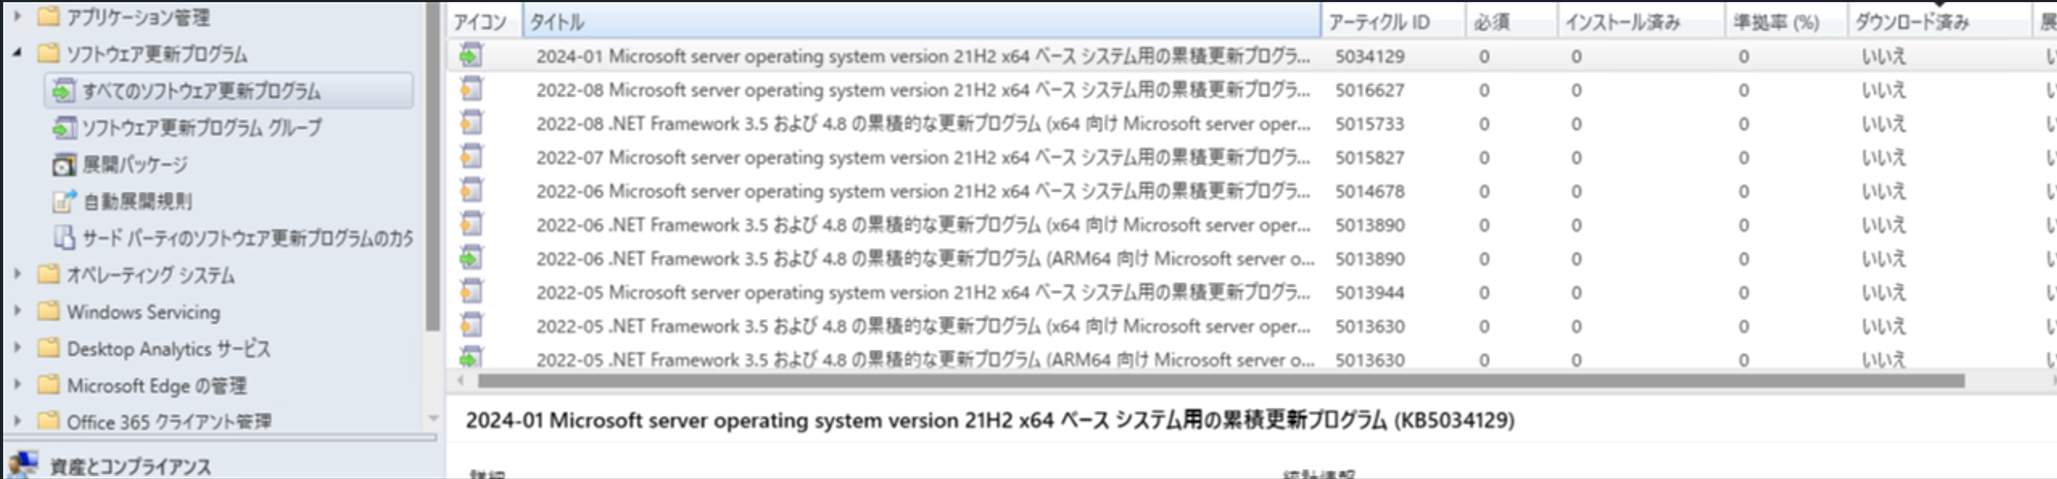 アプリケーション管理
ソフトウェア更新プログラム
すべてのソフトウェア更新プログラム
ソフトウェア更新プログラム グループ
展開パッケージ
自動展開規則
サード パーティのソフトウェア更新プログラムのカタ
オペレーティング システム
Windows Servicing
Desktop Analytics サービス
Microsoft Edge の管理
Office 365 クライアント管理
資産とコンプライアンス
アイコン タイトル アーティクル ID 必須 インストール済み 準拠率 (%) ダウンロード済み 展
2024-01 Microsoft server operating system version 21H2 x64 ベース システム用の累積更新プログラ... 5034129 0 0 0 いいえ い
2022-08 Microsoft server operating system version 21H2 x64 ベース システム用の累積更新プログラ... 5016627 0 0 0 いいえ い
2022-08 .NET Framework 3.5 および 4.8 の累積的な更新プログラム (x64 向け Microsoft server oper... 5015733 0 0 0 いいえ い
2022-07 Microsoft server operating system version 21H2 x64 ベース システム用の累積更新プログラ... 5015827 0 0 0 いいえ い
2022-06 Microsoft server operating system version 21H2 x64 ベース システム用の累積更新プログラ... 5014678 0 0 0 いいえ い
2022-06 .NET Framework 3.5 および 4.8 の累積的な更新プログラム (x64 向け Microsoft server oper... 5013890 0 0 0 いいえ い
2022-06 .NET Framework 3.5 および 4.8 の累積的な更新プログラム (ARM64 向け Microsoft server o... 5013890 0 0 0 いいえ い
2022-05 Microsoft server operating system version 21H2 x64 ベース システム用の累積更新プログラ... 5013944 0 0 0 いいえ い
2022-05 .NET Framework 3.5 および 4.8 の累積的な更新プログラム (x64 向け Microsoft server oper... 5013630 0 0 0 いいえ い
2022-05 .NET Framework 3.5 および 4.8 の累積的な更新プログラム (ARM64 向け Microsoft server o... 5013630 0 0 0 いいえ い
2024-01 Microsoft server operating system version 21H2 x64 ベース システム用の累積更新プログラム (KB5034129)
詳細 統計情報